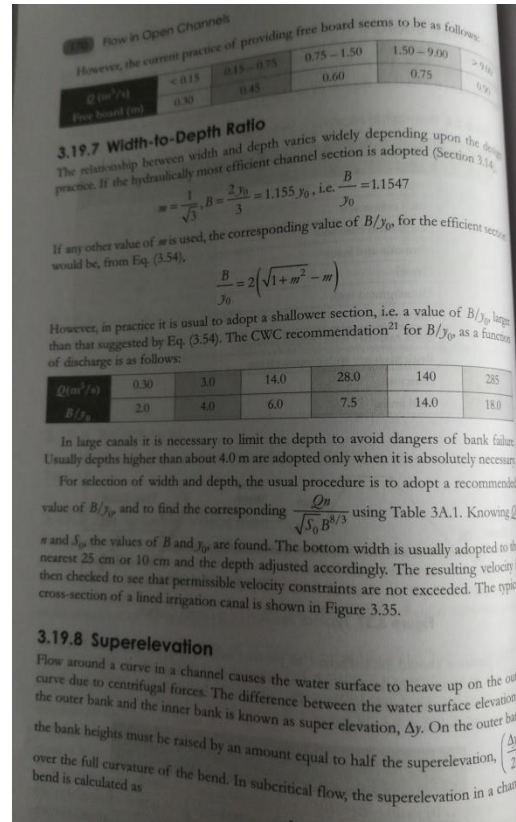 170 Flow in Open Channels
However, the current practice of providing free board seems to be as follows:
Q (m³/s) < 0.15 0.15 – 0.75 0.75 – 1.50 1.50 – 9.00 > 9.00
Free board (m) 0.30 0.45 0.60 0.75 0.90
3.19.7 Width-to-Depth Ratio
The relationship between width and depth varies widely depending upon the design
practice. If the hydraulically most efficient channel section is adopted (Section 3.14,
m = 1/√3, B = 2 y₀/3 = 1.155 y₀, i.e. B/y₀ = 1.1547
If any other value of m is used, the corresponding value of B/y₀, for the efficient section
would be, from Eq. (3.54),
B/y₀ = 2(√1+m² – m)
However, in practice it is usual to adopt a shallower section, i.e. a value of B/y₀, larger
than that suggested by Eq. (3.54). The CWC recommendation²¹ for B/y₀, as a function
of discharge is as follows:
Q(m³/s) 0.30 3.0 14.0 28.0 140 285
B/y₀ 2.0 4.0 6.0 7.5 14.0 18.0
In large canals it is necessary to limit the depth to avoid dangers of bank failure
Usually depths higher than about 4.0 m are adopted only when it is absolutely necessary
For selection of width and depth, the usual procedure is to adopt a recommended
value of B/y₀, and to find the corresponding Qn/√S₀ B^8/3 using Table 3A.1. Knowing Q
n and S₀, the values of B and y₀, are found. The bottom width is usually adopted to th
nearest 25 cm or 10 cm and the depth adjusted accordingly. The resulting velocity
then checked to see that permissible velocity constraints are not exceeded. The typic
cross-section of a lined irrigation canal is shown in Figure 3.35.
3.19.8 Superelevation
Flow around a curve in a channel causes the water surface to heave up on the ou
curve due to centrifugal forces. The difference between the water surface elevation
the outer bank and the inner bank is known as super elevation, Δy. On the outer ba
the bank heights must be raised by an amount equal to half the superelevation, (Δy/2
over the full curvature of the bend. In subcritical flow, the superelevation in a chan
bend is calculated as